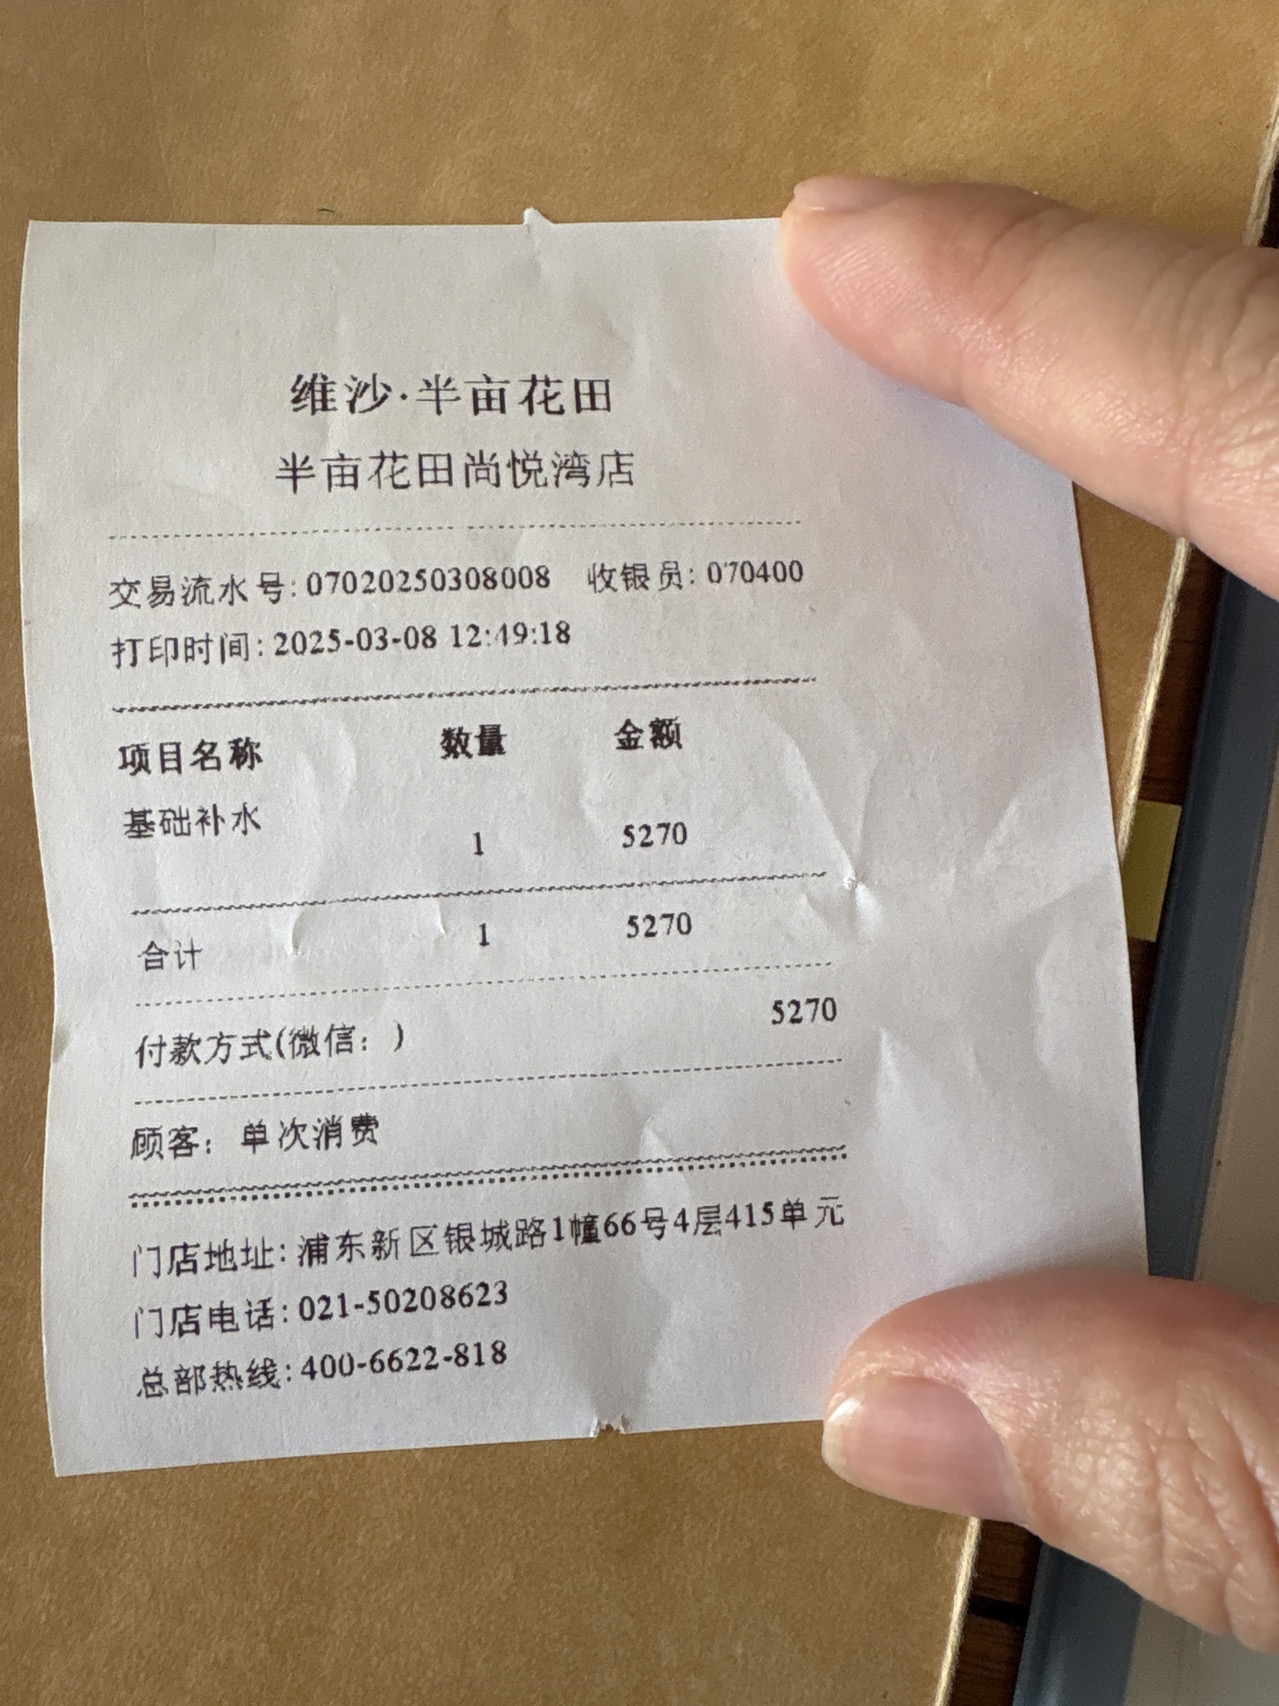 维沙·半亩花田
半亩花田尚悦湾店
交易流水号:07020250308008 收银员:070400
打印时间:2025-03-08 12:49:18
项目名称 数量 金额
基础补水
1 5270
合计 1 5270
付款方式(微信: ) 5270
顾客: 单次消费
门店地址:浦东新区银城路1幢66号4层415单元
门店电话:021-50208623
总部热线:400-6622-818